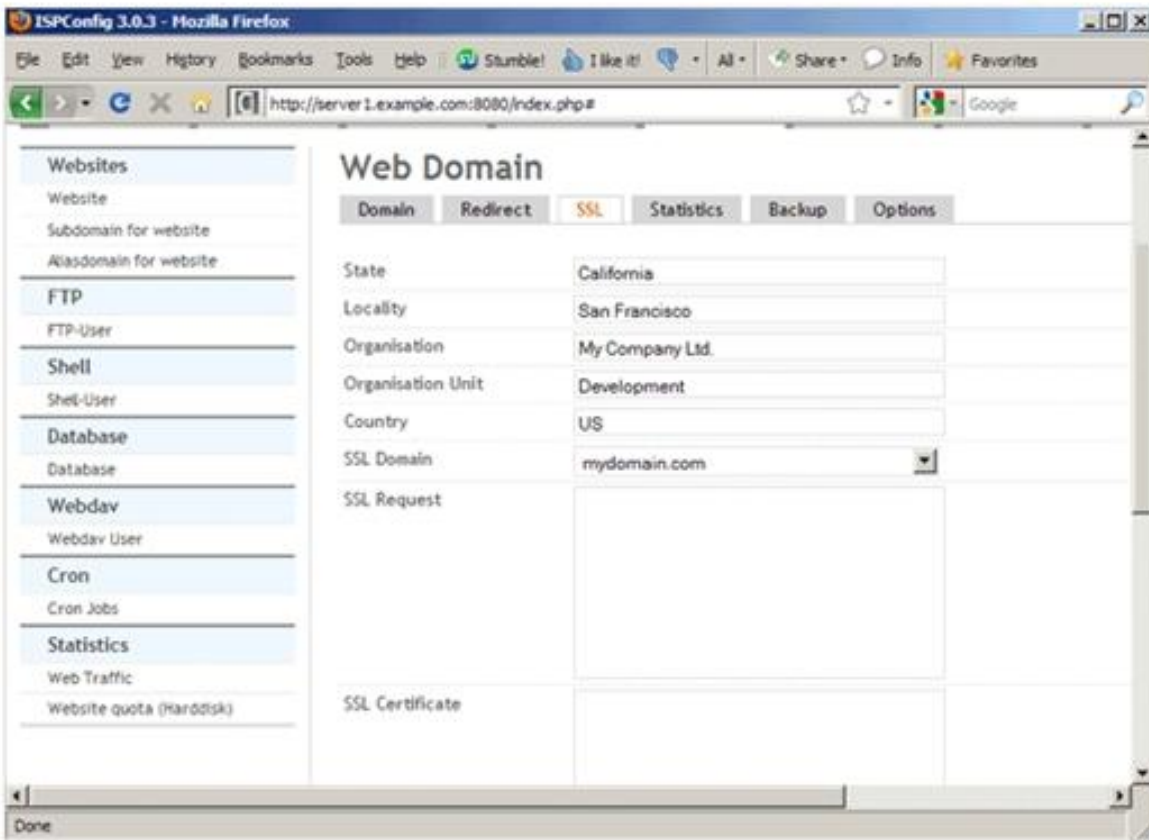 ISPConfig 3.0.3 - Mozilla Firefox
File Edit View History Bookmarks Tools Help Stumble! I like it! All Share Info Favorites
http://server1.example.com:8080/index.php# Google
Websites
Website
Subdomain for website
Aliasdomain for website
FTP
FTP-User
Shell
Shell-User
Database
Database
Webdav
Webdav User
Cron
Cron Jobs
Statistics
Web Traffic
Website quota (Harddisk)
Web Domain
Domain Redirect SSL Statistics Backup Options
State California
Locality San Francisco
Organisation My Company Ltd.
Organisation Unit Development
Country US
SSL Domain mydomain.com
SSL Request
SSL Certificate
Done